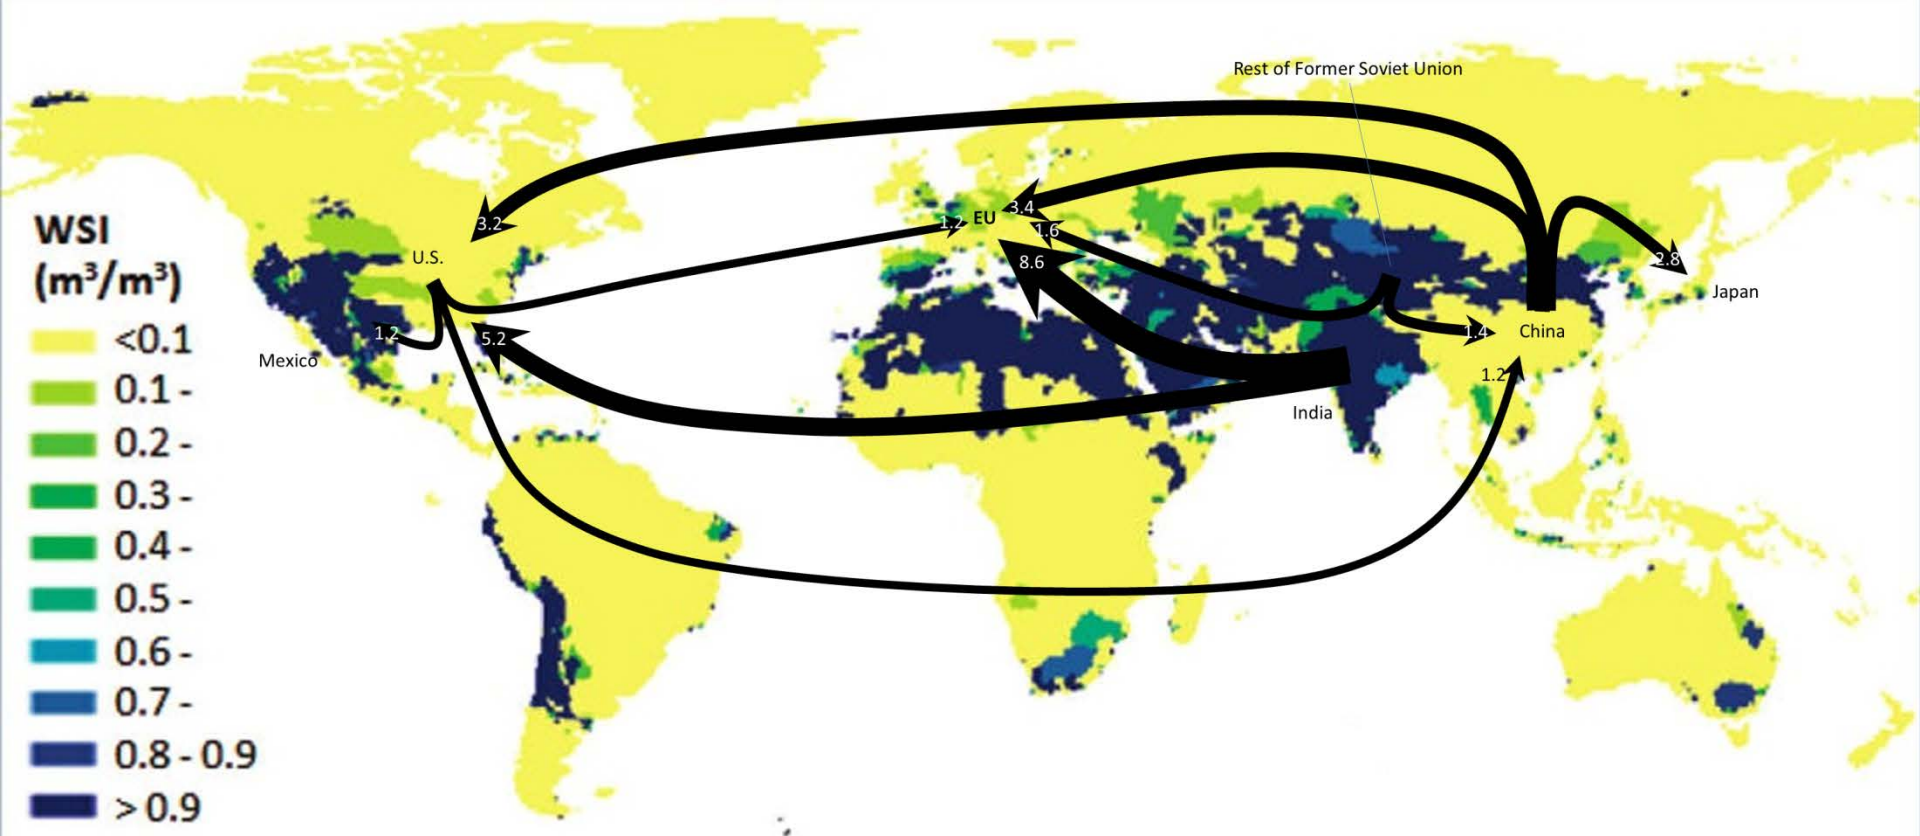 Rest of Former Soviet Union
WSI
(m³/m³)
<0.1
0.1 -
0.2 -
0.3 -
0.4 -
0.5 -
0.6 -
0.7 -
0.8 - 0.9
> 0.9
U.S.
3.2
1.2
5.2
Mexico
1.2
EU
3.4
1.6
8.6
India
1.4
China
1.2
2.8
Japan